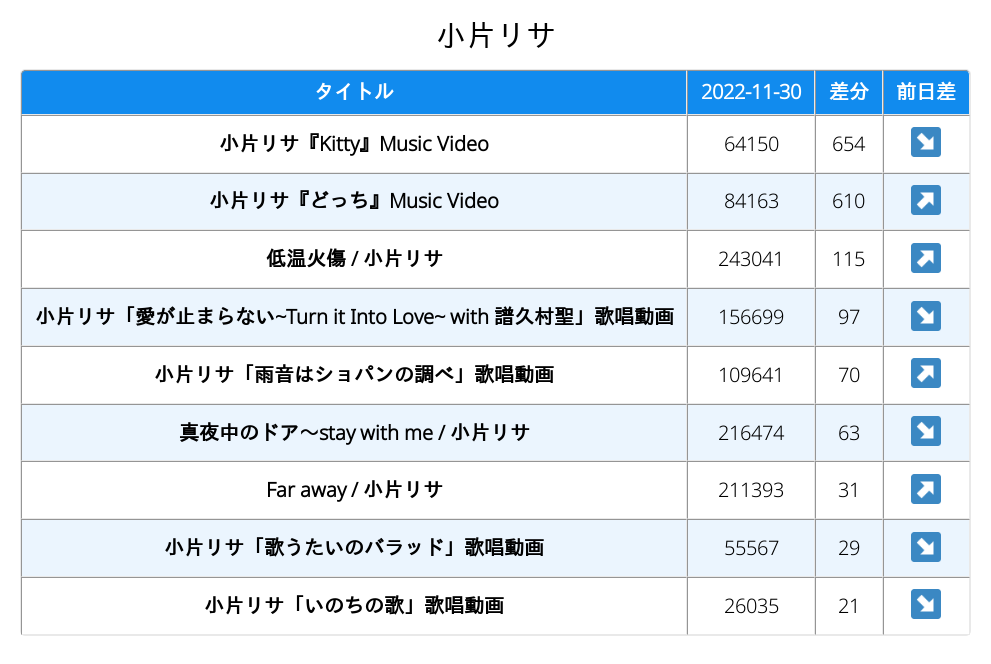 小片リサ
タイトル 2022-11-30 差分 前日差
小片リサ『Kitty』Music Video 64150 654 ↘
小片リサ『どっち』Music Video 84163 610 ↗
低温火傷 / 小片リサ 243041 115 ↗
小片リサ「愛が止まらない~Turn it Into Love~ with 譜久村聖」歌唱動画 156699 97 ↘
小片リサ「雨音はショパンの調べ」歌唱動画 109641 70 ↗
真夜中のドア～stay with me / 小片リサ 216474 63 ↘
Far away / 小片リサ 211393 31 ↗
小片リサ「歌うたいのバラッド」歌唱動画 55567 29 ↘
小片リサ「いのちの歌」歌唱動画 26035 21 ↘